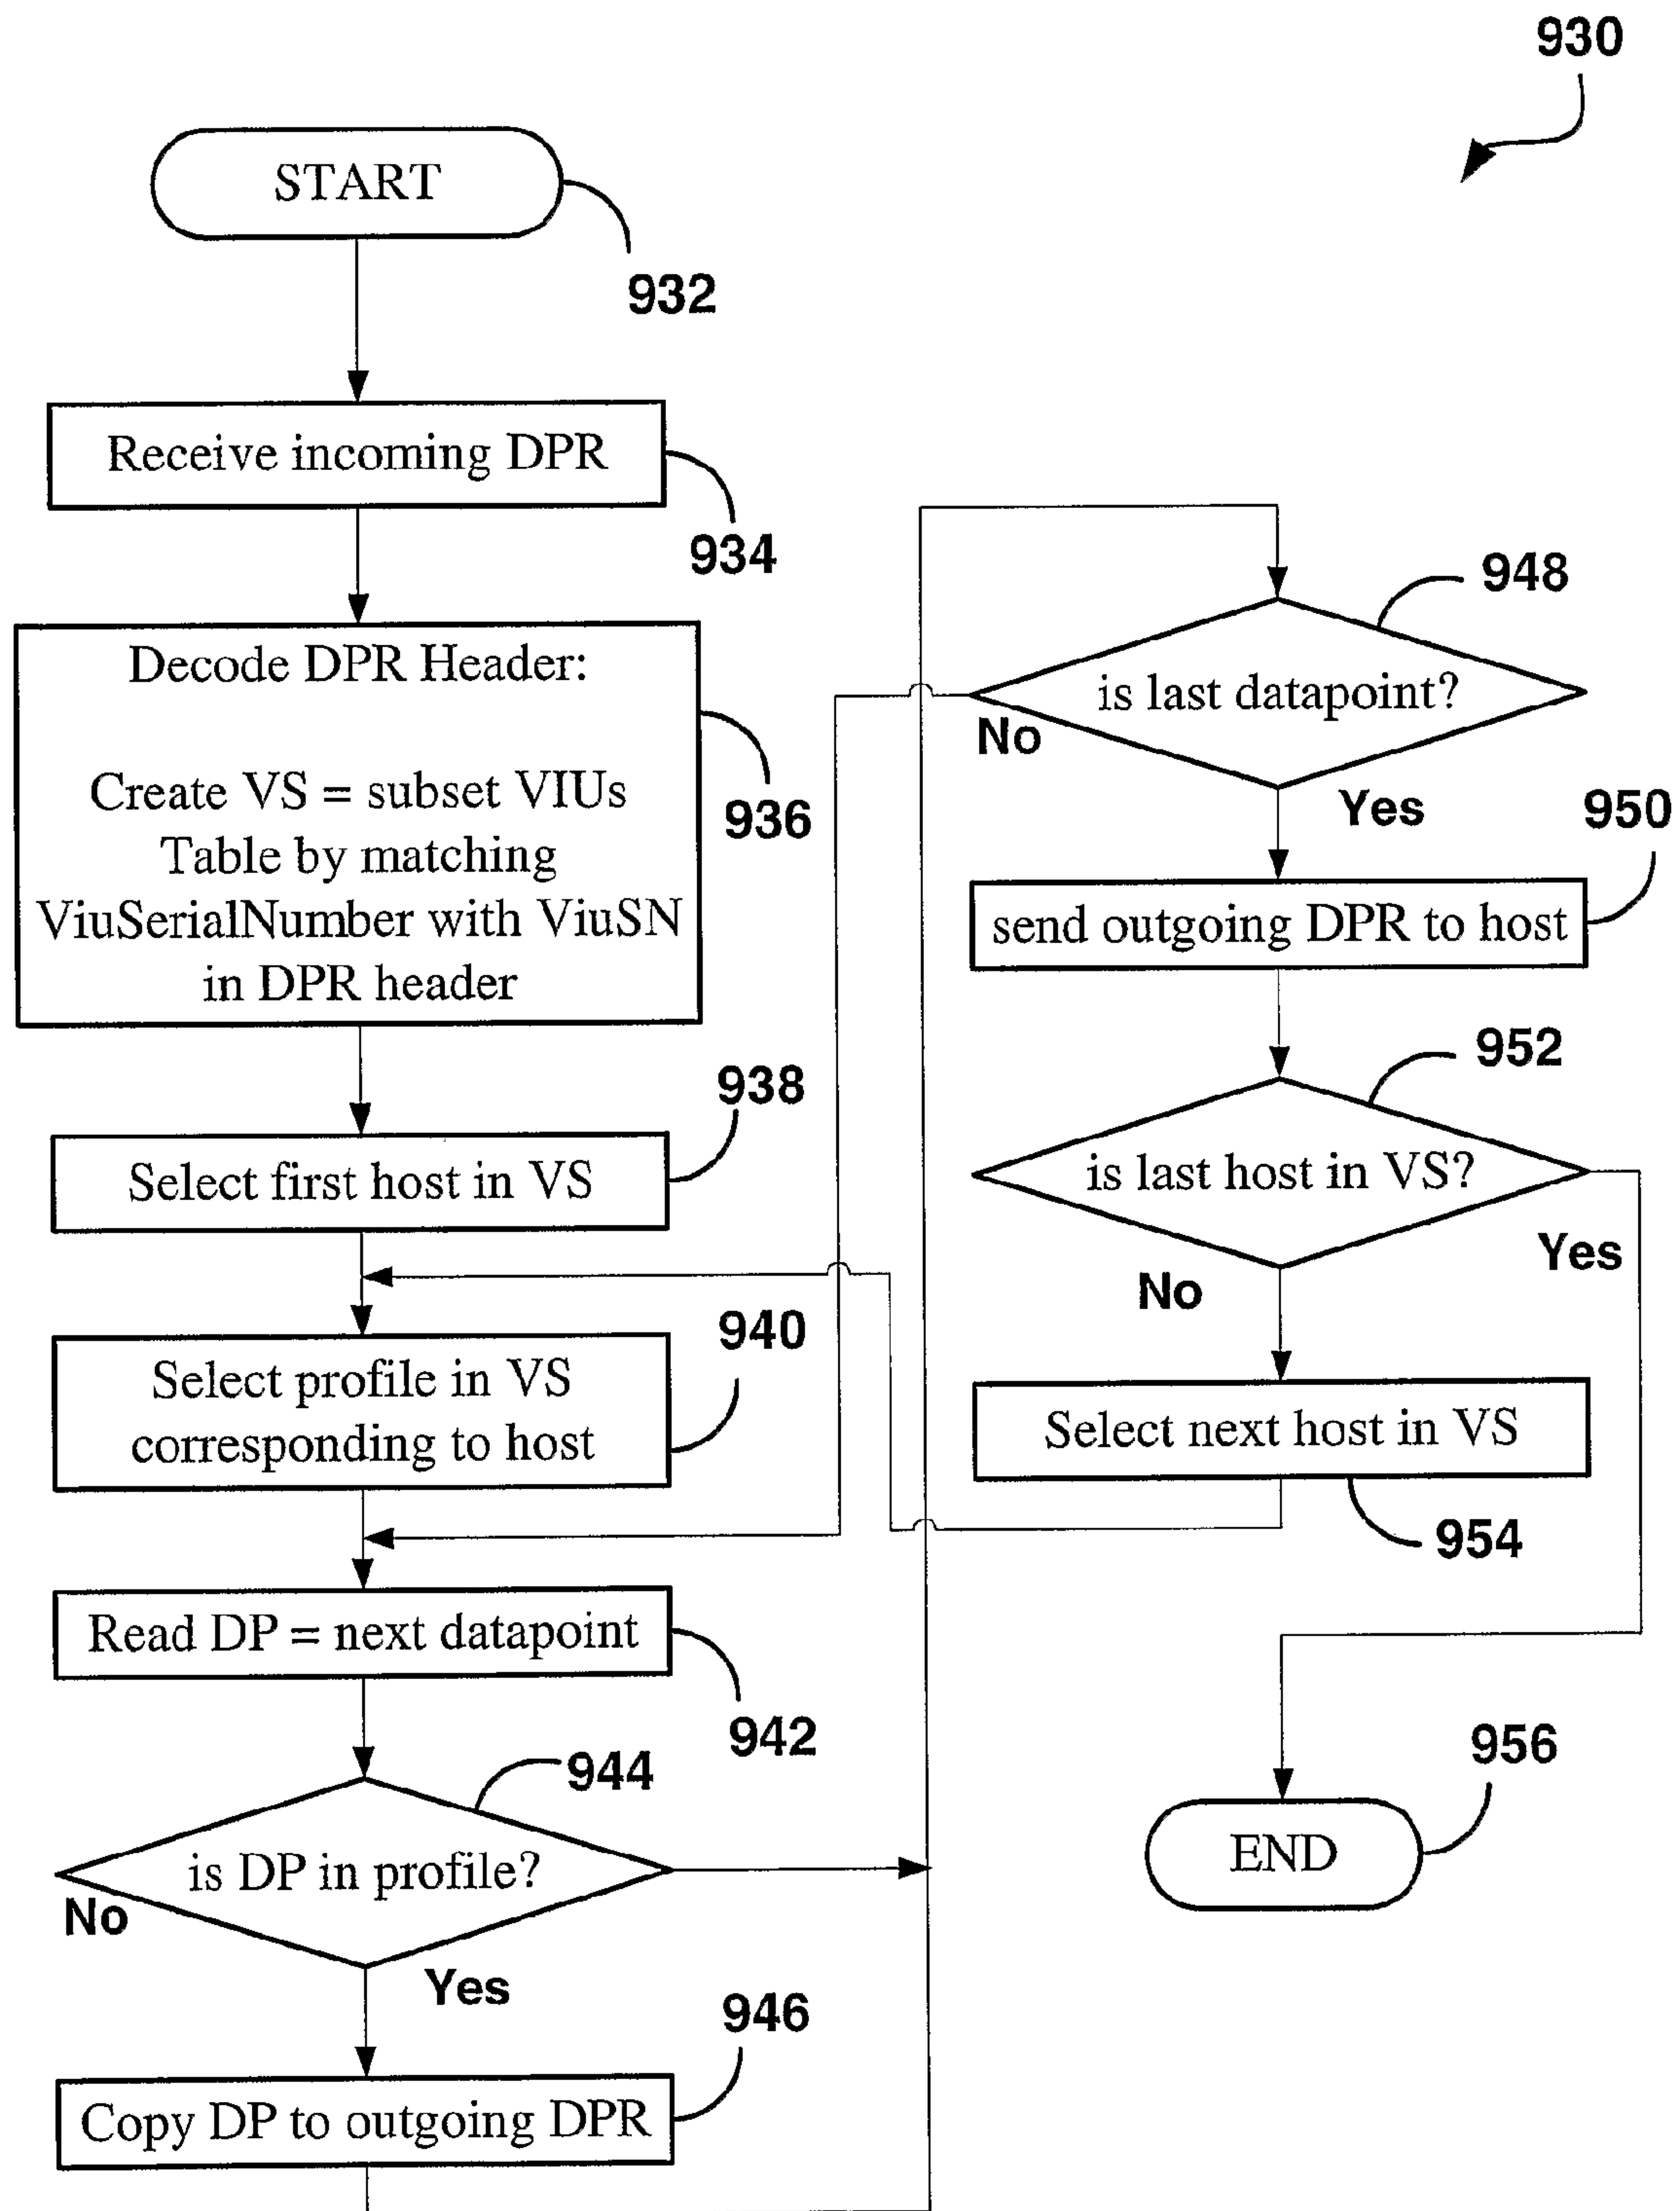 930
START
932
Receive incoming DPR
934
Decode DPR Header:
Create VS = subset VIUs
Table by matching
ViuSerialNumber with ViuSN
in DPR header
936
Select first host in VS
938
Select profile in VS
corresponding to host
940
Read DP = next datapoint
942
is DP in profile?
944
No
Yes
Copy DP to outgoing DPR
946
is last datapoint?
948
No
Yes
send outgoing DPR to host
950
is last host in VS?
952
Yes
No
Select next host in VS
954
END
956